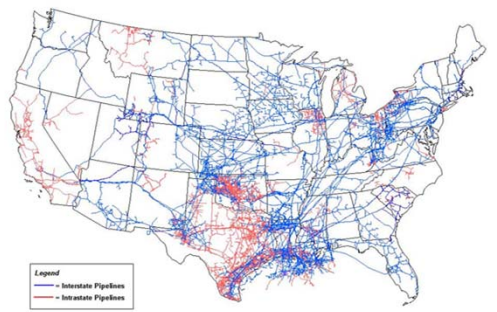 Legend
= Interstate Pipelines
= Intrastate Pipelines